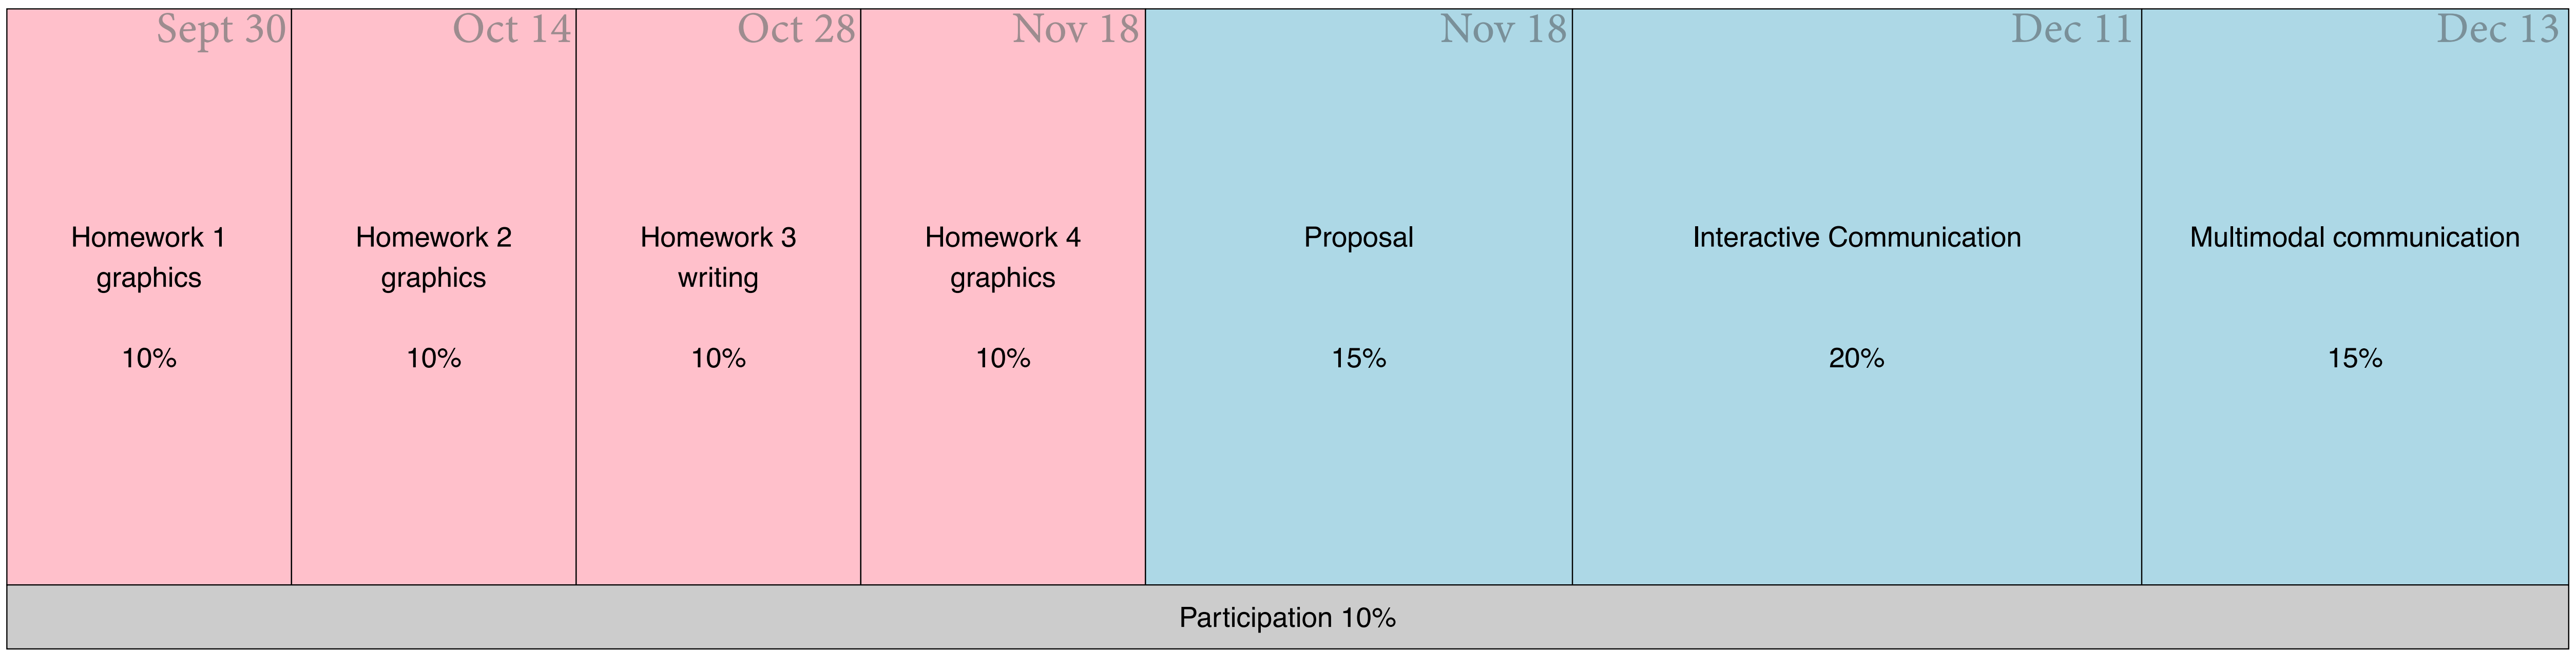 Sept 30
Oct 14
Oct 28
Nov 18
Nov 18
Dec 11
Dec 13
Homework 1
graphics
10%
Homework 2
graphics
10%
Homework 3
writing
10%
Homework 4
graphics
10%
Proposal
15%
Interactive Communication
20%
Multimodal communication
15%
Participation 10%